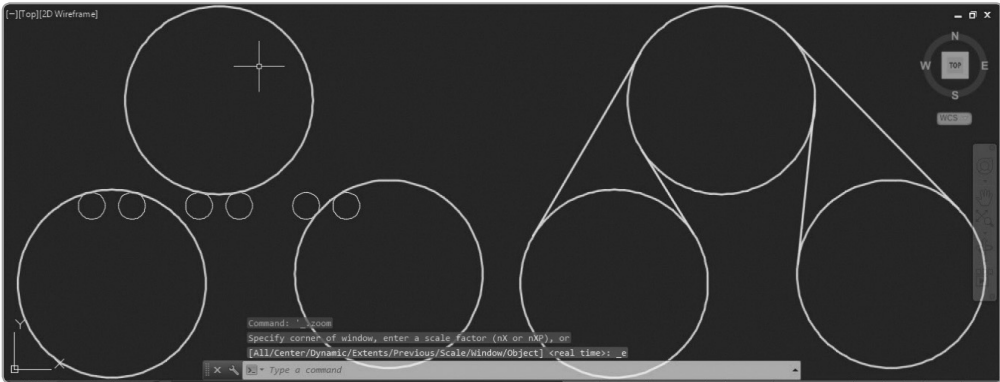 [−][Top][2D Wireframe]
N
W TOP E
S
WCS
Y
X
Command: '_.zoom
Specify corner of window, enter a scale factor (nX or nXP), or
[All/Center/Dynamic/Extents/Previous/Scale/Window/Object] <real time>: _e
Type a command